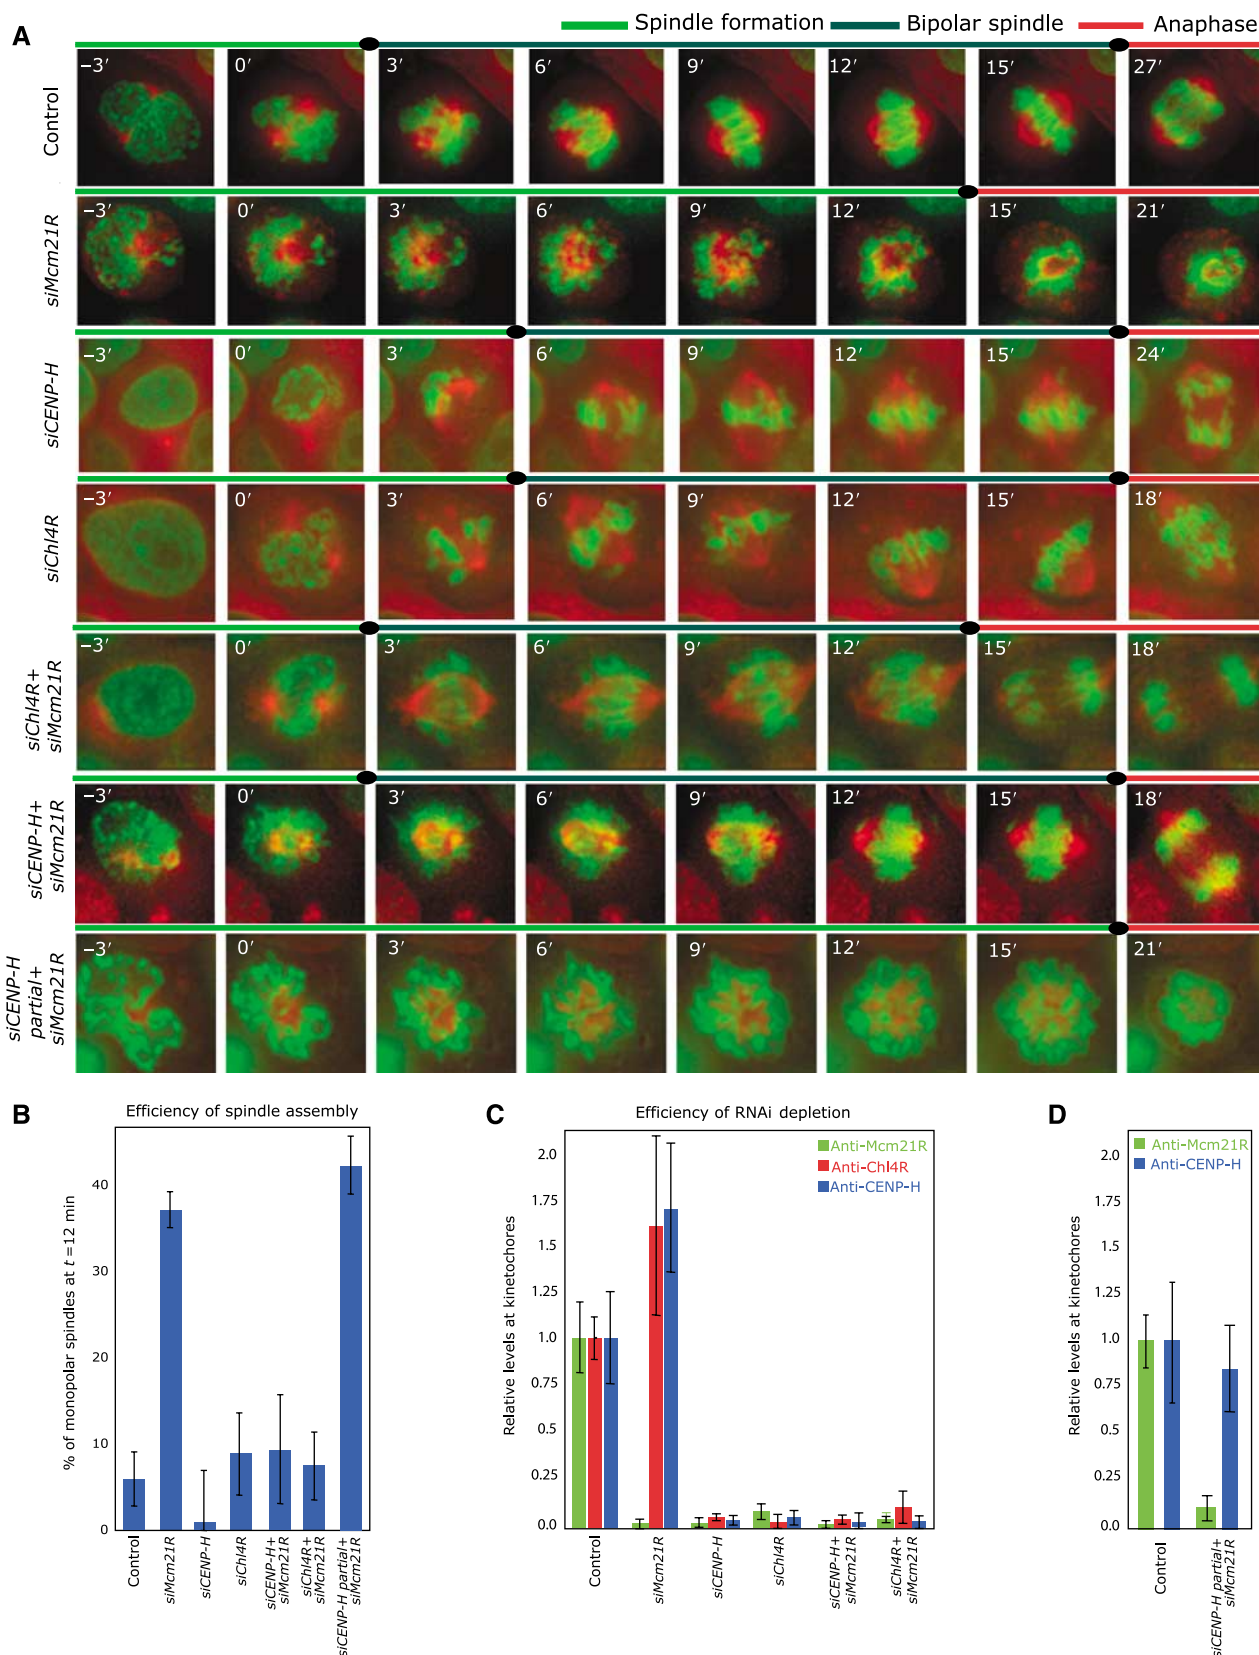 Spindle formation Bipolar spindle Anaphase
A
Control
−3′ 0′ 3′ 6′ 9′ 12′ 15′ 27′
siMcm21R
−3′ 0′ 3′ 6′ 9′ 12′ 15′ 21′
siCENP-H
−3′ 0′ 3′ 6′ 9′ 12′ 15′ 24′
siChl4R
−3′ 0′ 3′ 6′ 9′ 12′ 15′ 18′
siChl4R+
siMcm21R
−3′ 0′ 3′ 6′ 9′ 12′ 15′ 18′
siCENP-H+
siMcm21R
−3′ 0′ 3′ 6′ 9′ 12′ 15′ 18′
siCENP-H
partial+
siMcm21R
−3′ 0′ 3′ 6′ 9′ 12′ 15′ 21′
B
Efficiency of spindle assembly
% of monopolar spindles at t = 12 min
40
30
20
10
0
Control
siMcm21R
siCENP-H
siChl4R
siCENP-H+
siMcm21R
siChl4R+
siMcm21R
siCENP-H partial+
siMcm21R
C
Efficiency of RNAi depletion
Anti-Mcm21R
Anti-Chl4R
Anti-CENP-H
Relative levels at kinetochores
2.0
1.75
1.5
1.25
1.0
0.75
0.5
0.25
0.0
Control
siMcm21R
siCENP-H
siChl4R
siCENP-H+
siMcm21R
siChl4R+
siMcm21R
D
Anti-Mcm21R
Anti-CENP-H
Relative levels at kinetochores
2.0
1.75
1.5
1.25
1.0
0.75
0.5
0.25
0.0
Control
siCENP-H partial+
siMcm21R